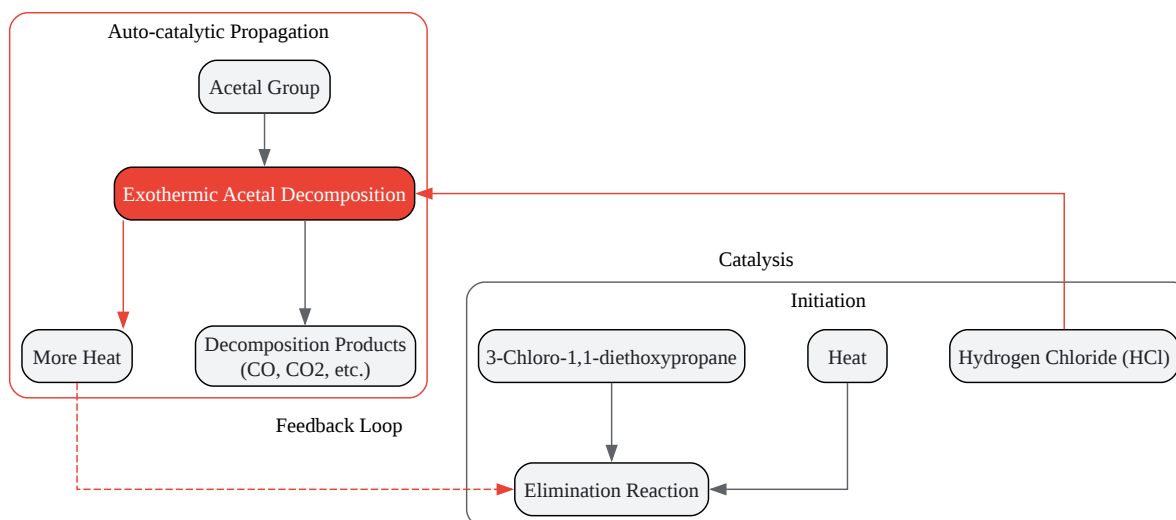 Auto-catalytic Propagation
Acetal Group
Exothermic Acetal Decomposition
More Heat
Decomposition Products
(CO, CO2, etc.)
Feedback Loop
Catalysis
Initiation
3-Chloro-1,1-diethoxypropane
Heat
Hydrogen Chloride (HCl)
Elimination Reaction